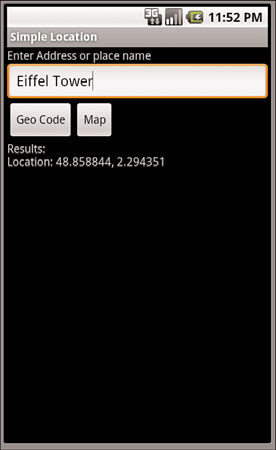 3G 11:52 PM
Simple Location
Enter Address or place name
Eiffel Tower
Geo Code Map
Results:
Location: 48.858844, 2.294351